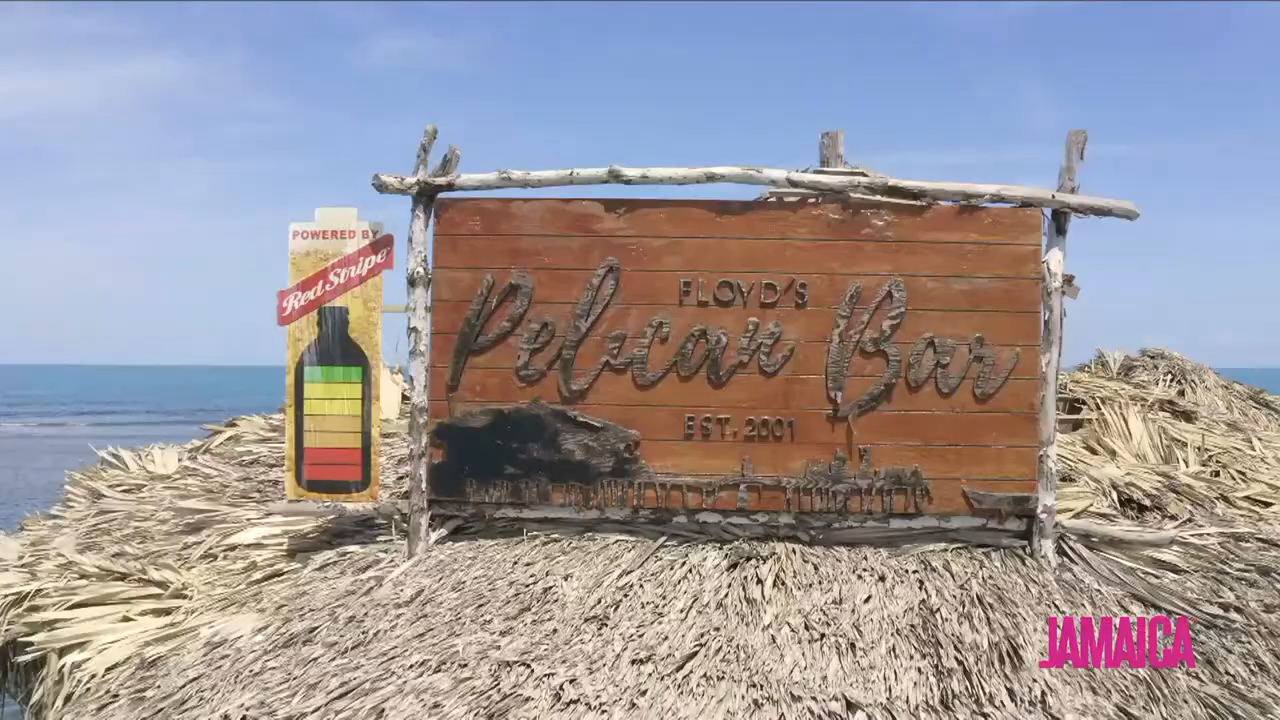 POWERED BY
Red Stripe
FLOYD'S
Pelican Bar
EST. 2001
JAMAICA